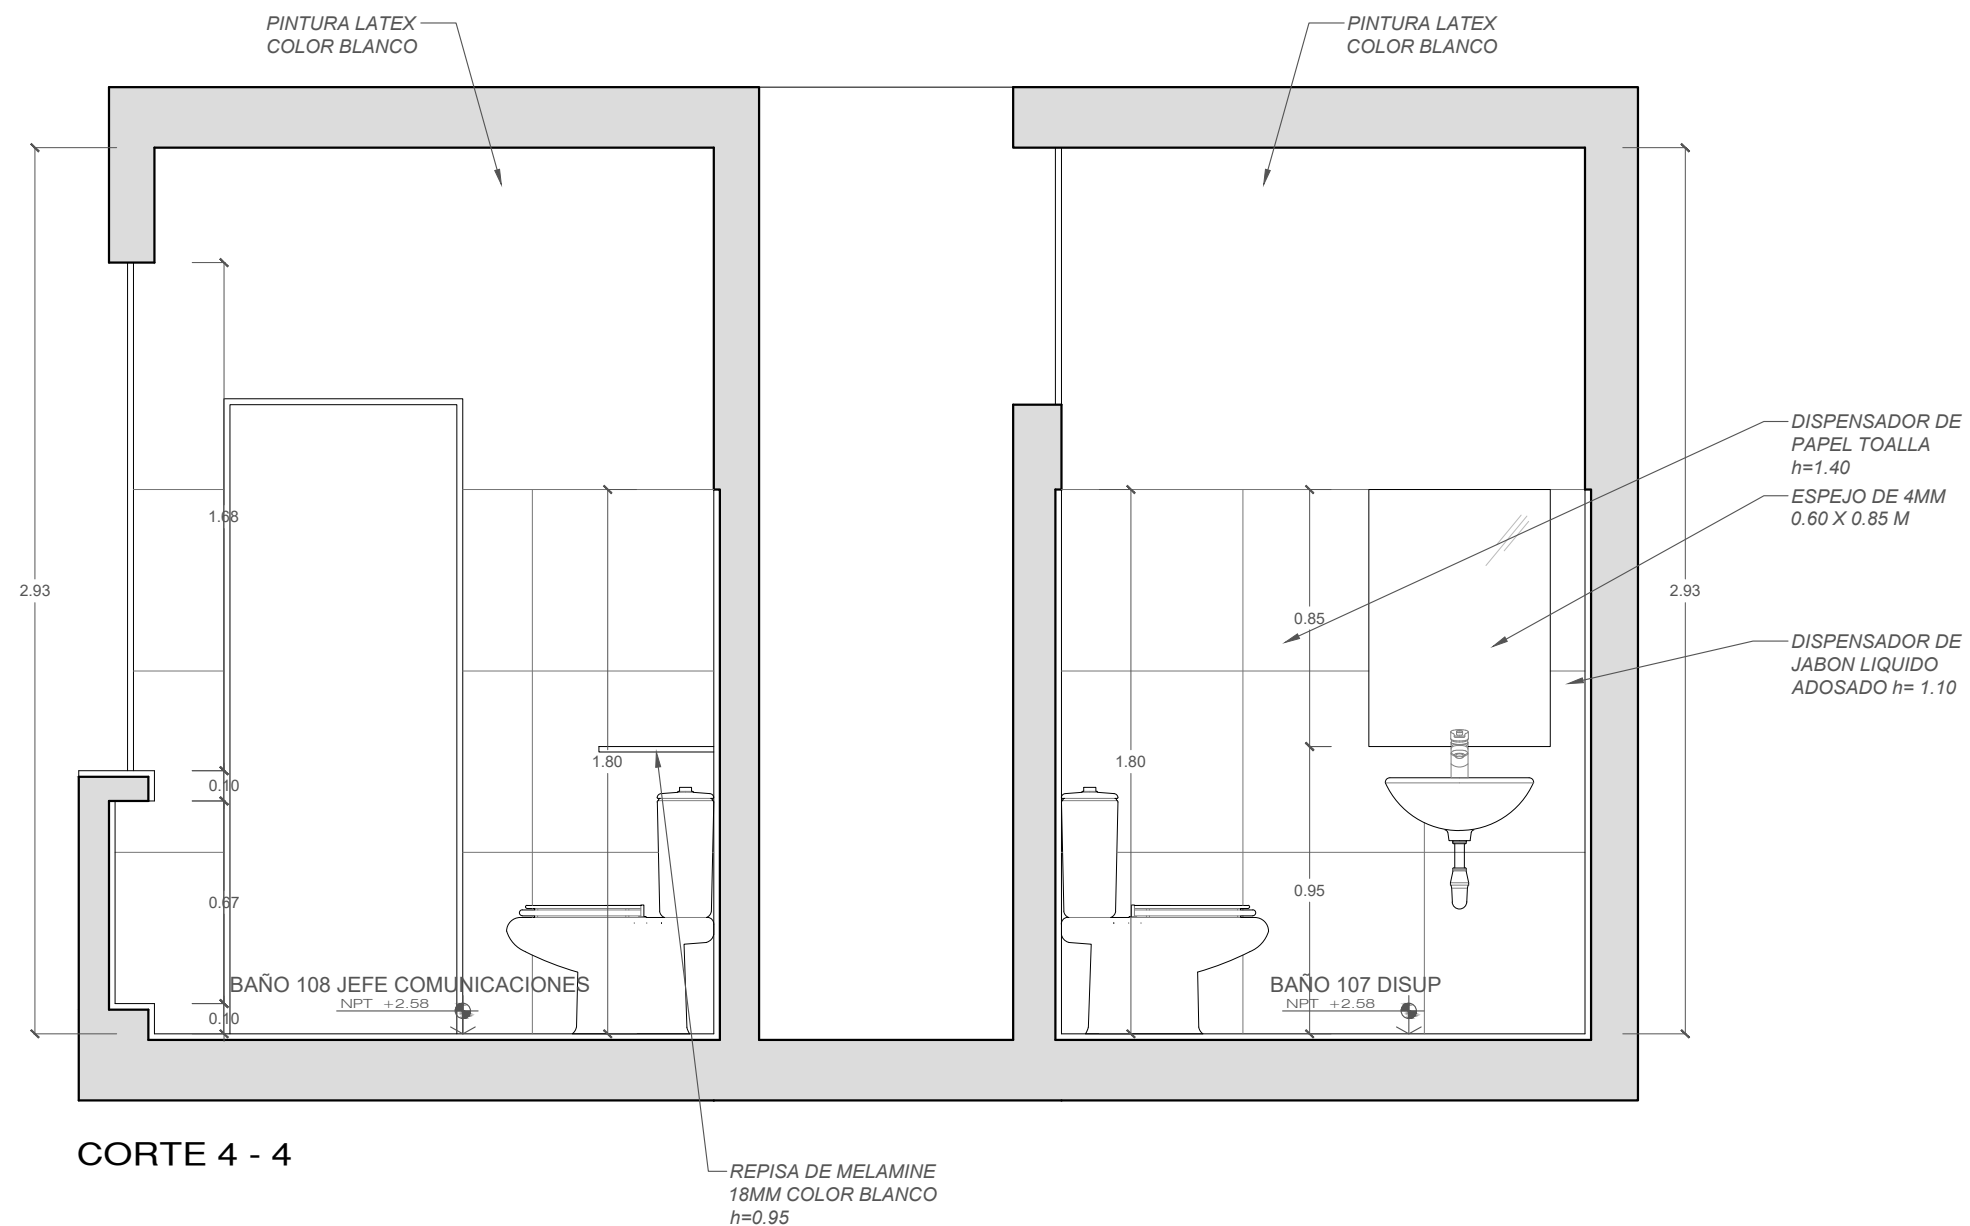 PINTURA LATEX
COLOR BLANCO
PINTURA LATEX
COLOR BLANCO
DISPENSADOR DE
PAPEL TOALLA
h=1.40
ESPEJO DE 4MM
0.60 X 0.85 M
1.68
2.93
2.93
0.85
DISPENSADOR DE
JABON LIQUIDO
ADOSADO h= 1.10
1.80
1.80
0.10
0.67
0.95
BAÑO 108 JEFE COMUNICACIONES
NPT +2.58
BAÑO 107 DISUP
NPT +2.58
0.10
CORTE 4 - 4
REPISA DE MELAMINE
18MM COLOR BLANCO
h=0.95